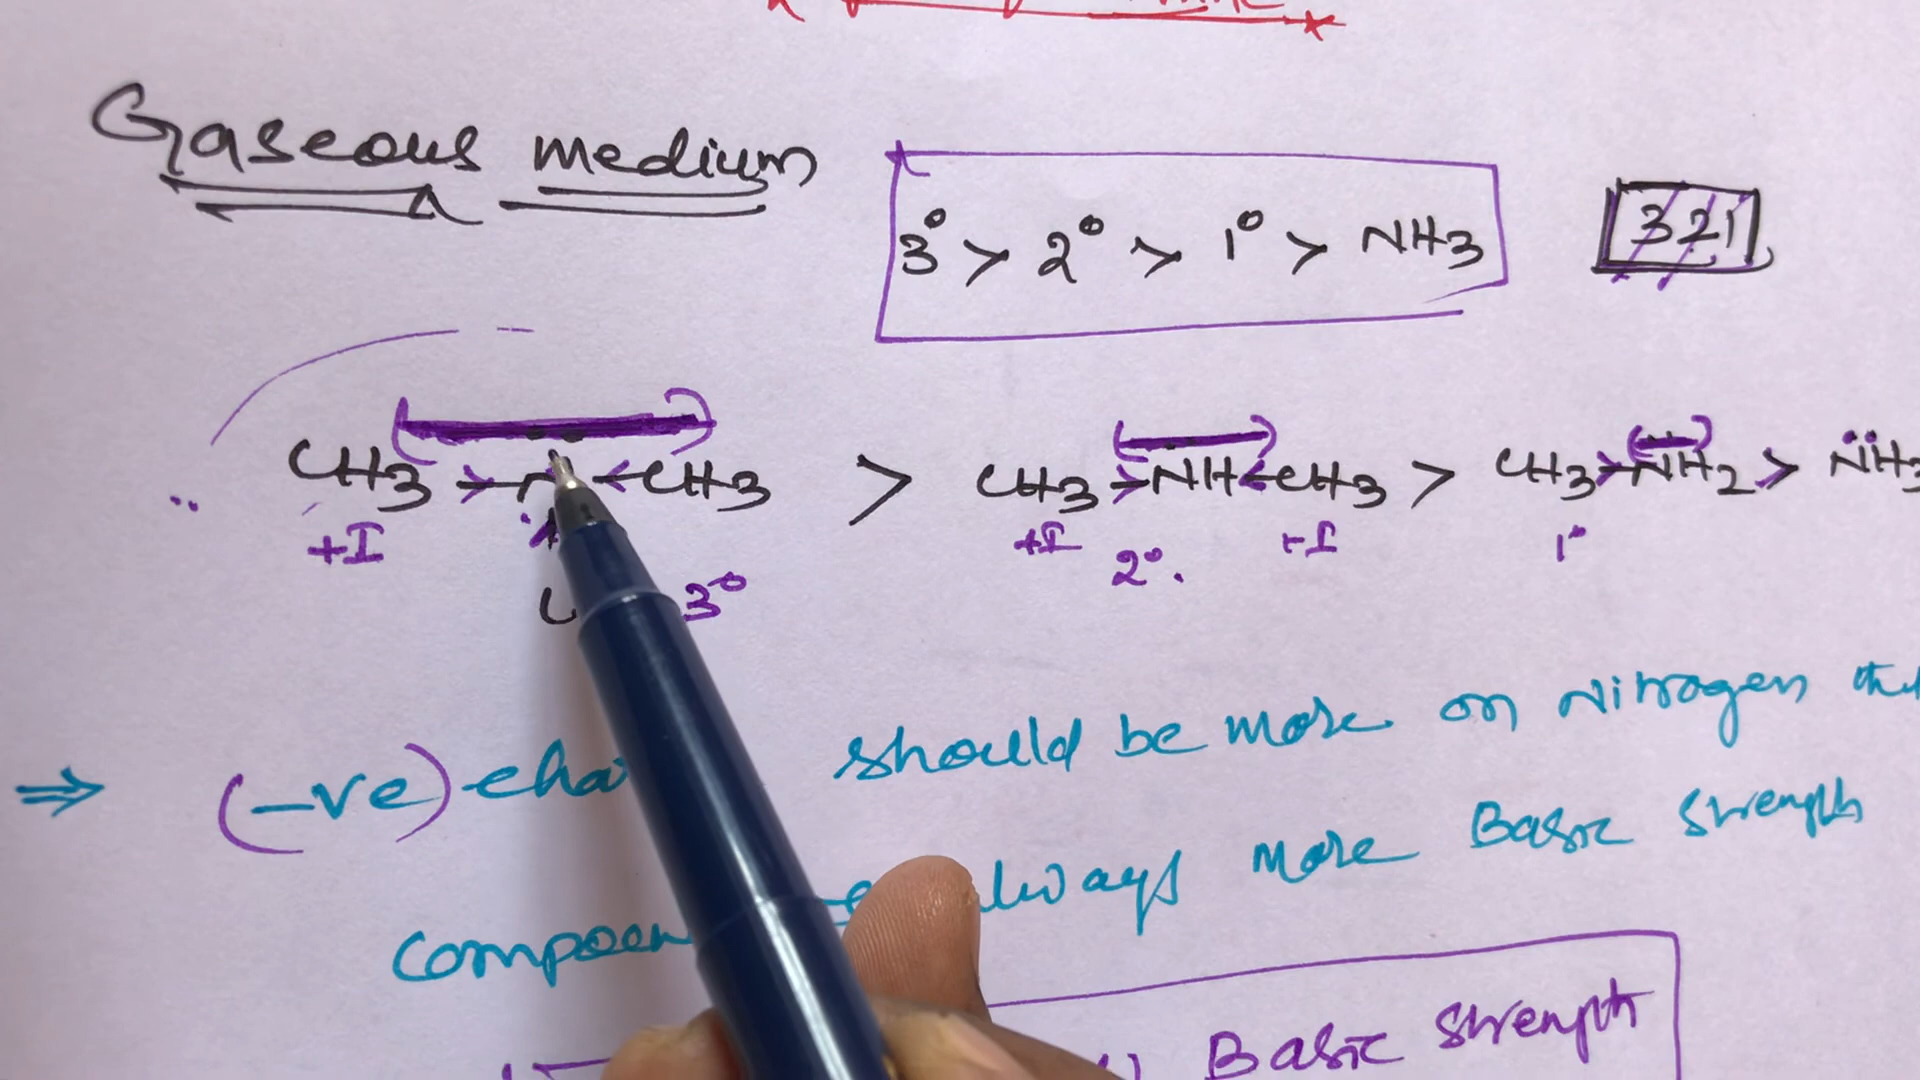 Gaseous medium
3° > 2° > 1° > NH3
321
CH3 → N ← CH3 > CH3 → NH ← CH3 > CH3 → NH2 > NH3
+I +I 2°. +I 1°
3°
⇒ (-ve) should be more on Nitrogen
always more Basic strength
Basic strength